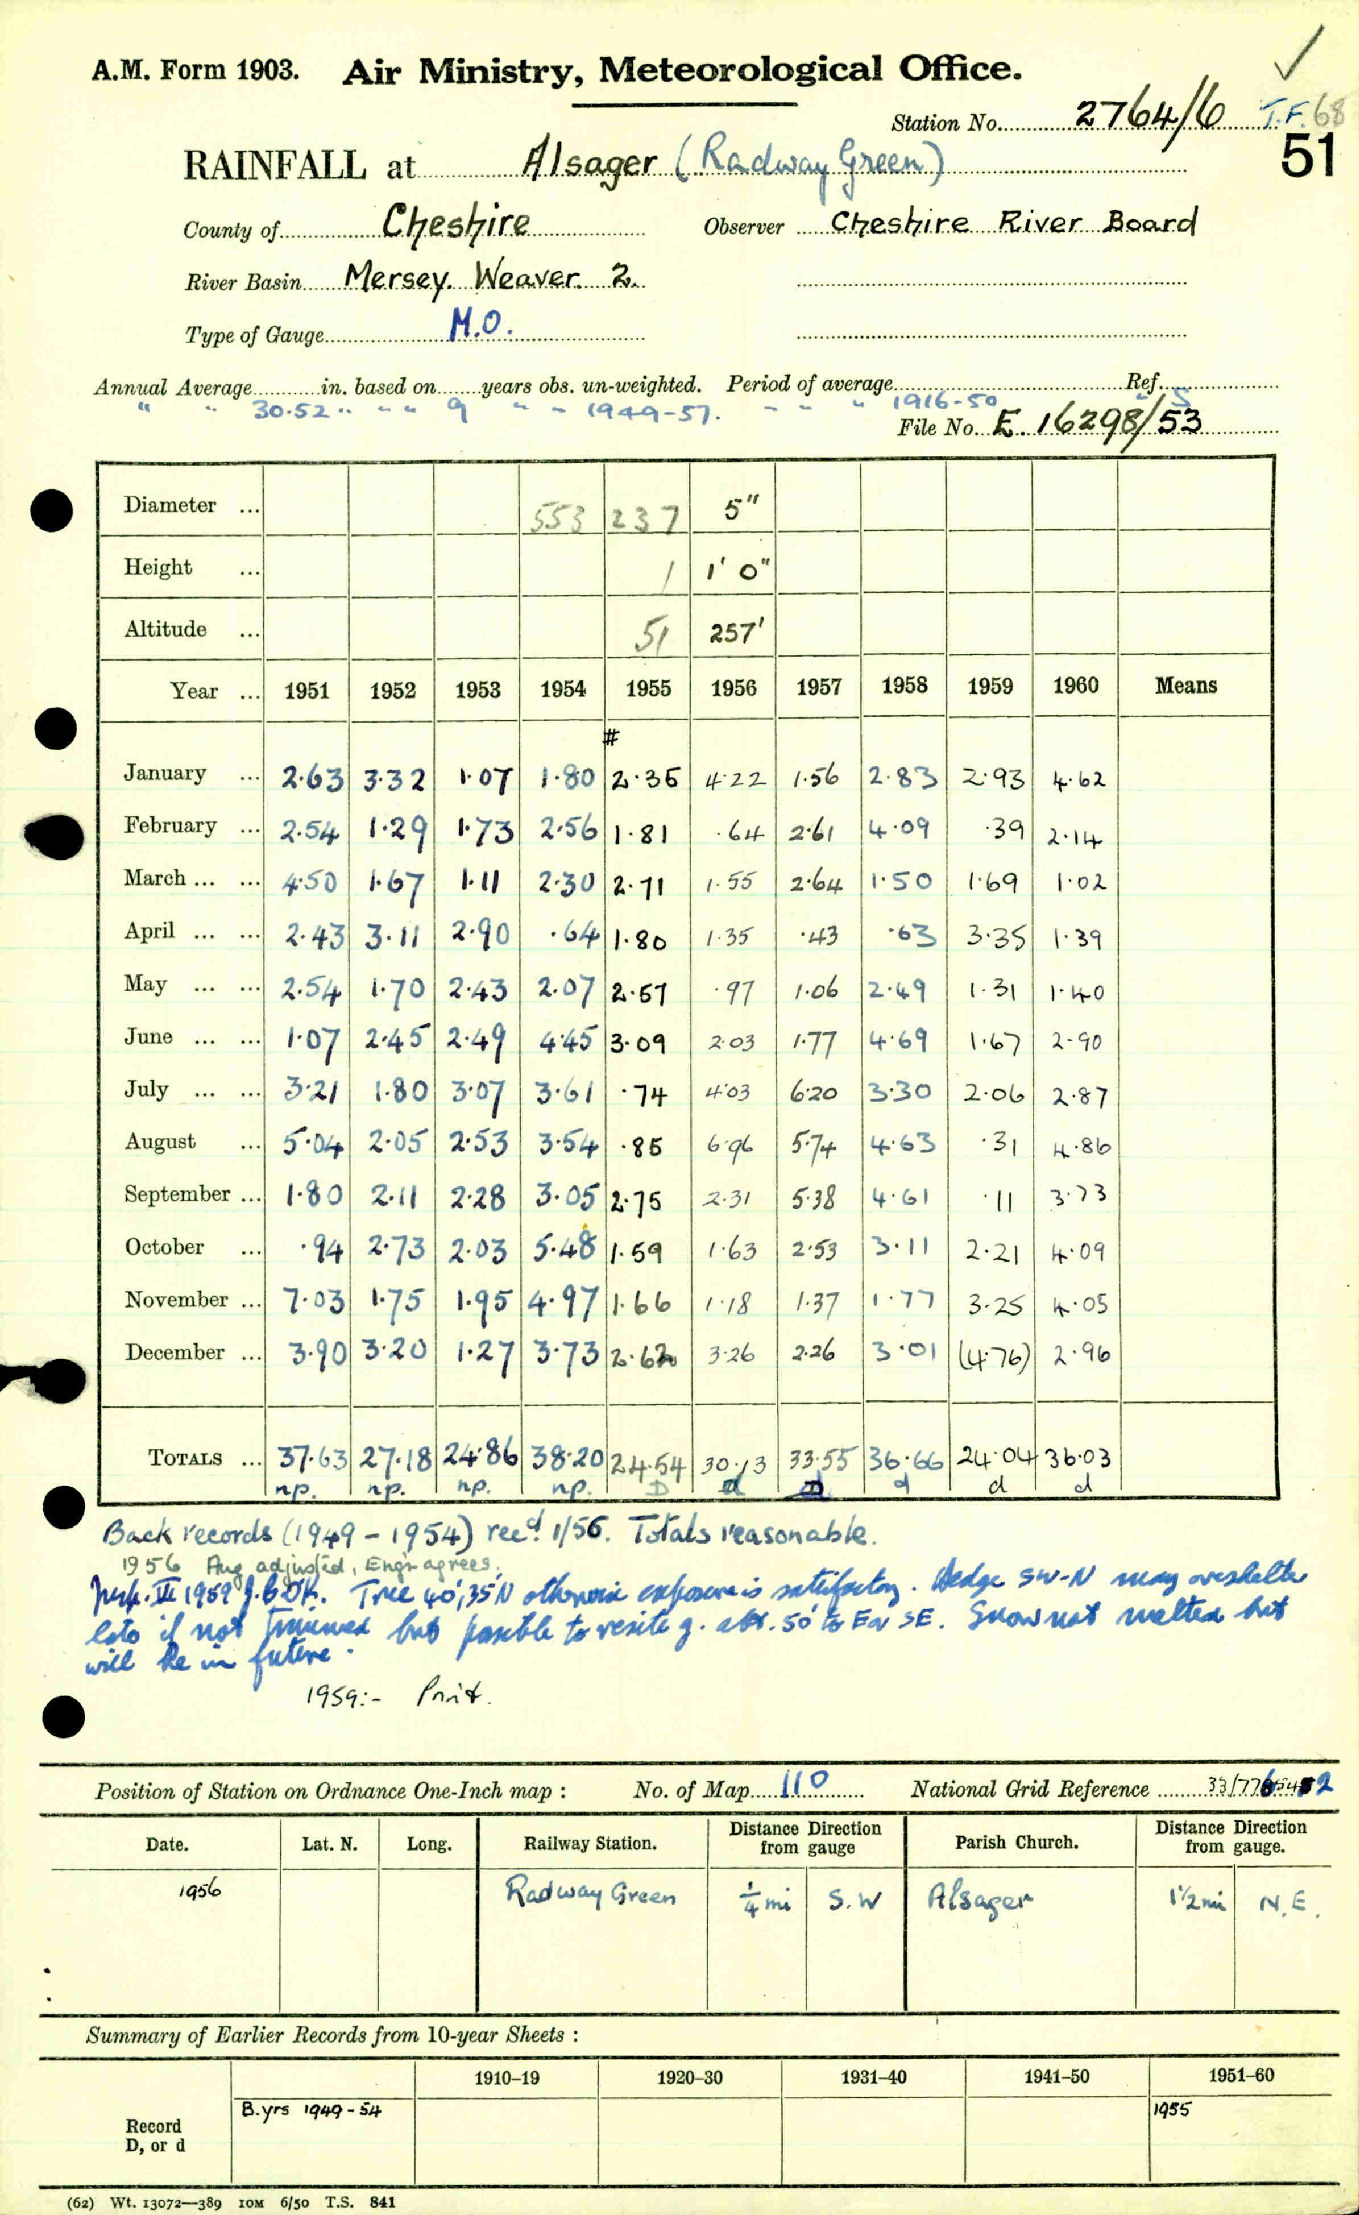 A.M. Form 1903. Air Ministry, Meteorological Office.
Station No. 2764/6 T.F. 68
51
RAINFALL at Alsager (Radway Green)
County of Cheshire Observer Cheshire River Board
River Basin Mersey. Weaver. 2.
Type of Gauge M.O.
Annual Average in. based on years obs. un-weighted. Period of average Ref.
" " 30.52 " " " 9 " " 1949-57. " " " 1916-50 " S
File No. E. 16298/53
Diameter ... 553 237 5"
Height ... 1 1' 0"
Altitude ... 51 257'
Year ... 1951 1952 1953 1954 1955 1956 1957 1958 1959 1960 Means
#
January ... 2.63 3.32 1.07 1.80 2.35 4.22 1.56 2.83 2.93 4.62
February ... 2.54 1.29 1.73 2.56 1.81 .64 2.61 4.09 .39 2.14
March ... ... 4.50 1.67 1.11 2.30 2.71 1.55 2.64 1.50 1.69 1.02
April ... ... 2.43 3.11 2.90 .64 1.80 1.35 .43 .63 3.35 1.39
May ... ... 2.54 1.70 2.43 2.07 2.57 .97 1.06 2.49 1.31 1.40
June ... ... 1.07 2.45 2.49 4.45 3.09 2.03 1.77 4.69 1.67 2.90
July ... ... 3.21 1.80 3.07 3.61 .74 4.03 6.20 3.30 2.06 2.87
August ... 5.04 2.05 2.53 3.54 .85 6.96 5.74 4.63 .31 4.86
September ... 1.80 2.11 2.28 3.05 2.75 2.31 5.38 4.61 .11 3.73
October ... .94 2.73 2.03 5.48 1.59 1.63 2.53 3.11 2.21 4.09
November ... 7.03 1.75 1.95 4.97 1.66 1.18 1.37 1.77 3.25 4.05
December ... 3.90 3.20 1.27 3.73 2.62 3.26 2.26 3.01 (4.76) 2.96
TOTALS ... 37.63 27.18 24.86 38.20 24.54 30.13 33.55 36.66 24.04 36.03
np. np. np. np. D d d d d
Back records (1949-1954) recd. 1/56. Totals reasonable.
1956 Aug adjusted, Engr agrees.
Insp. VI 1959 J.G.O'K. Tree 40', 35' N otherwise exposure is satisfactory. Hedge SW-N may overshelter
later if not trimmed but possible to resite g. abt. 50' to E or SE. Snow not melted but
will be in future.
1959:- Print.
Position of Station on Ordnance One-Inch map : No. of Map 110 National Grid Reference 33/77
Date. Lat. N. Long. Railway Station. Distance from Direction gauge Parish Church. Distance from Direction gauge.
1956 Radway Green 1/4 mi S.W Alsager 1 1/2 mi N.E.
Summary of Earlier Records from 10-year Sheets :
1910–19 1920–30 1931–40 1941–50 1951–60
Record D, or d B.yrs 1949-54 1955
(62) Wt. 13072—389 10M 6/50 T.S. 841